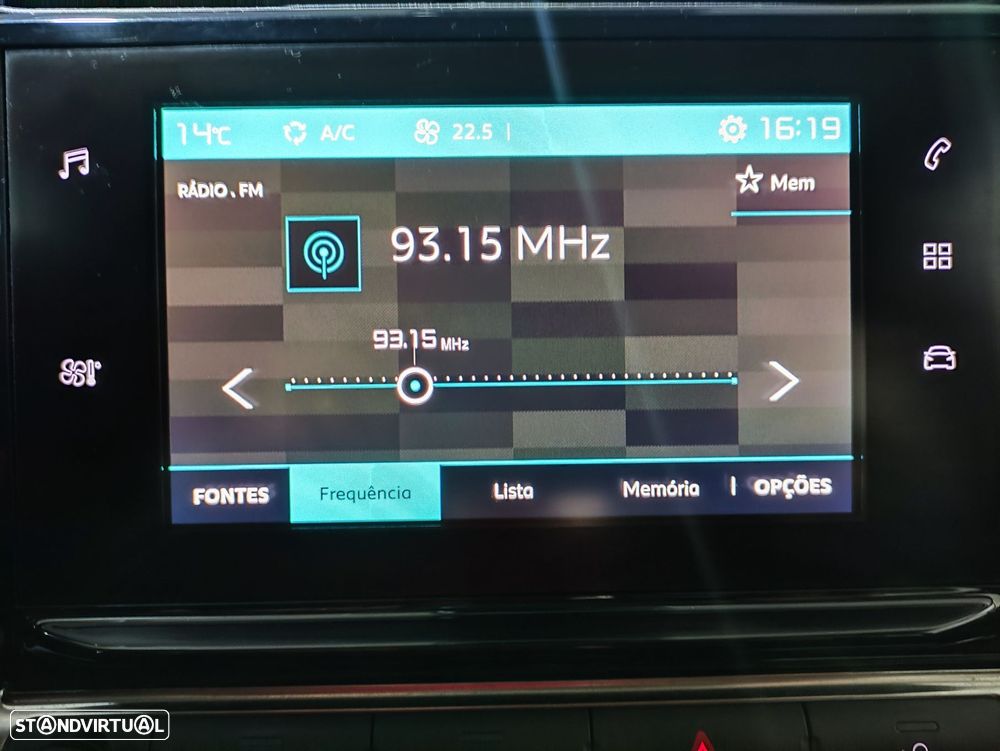 14°C A/C 22.5 16:19
RÁDIO . FM
Mem
93.15 MHz
93.15 MHz
FONTES Frequência Lista Memória OPÇÕES
STANDVIRTUAL